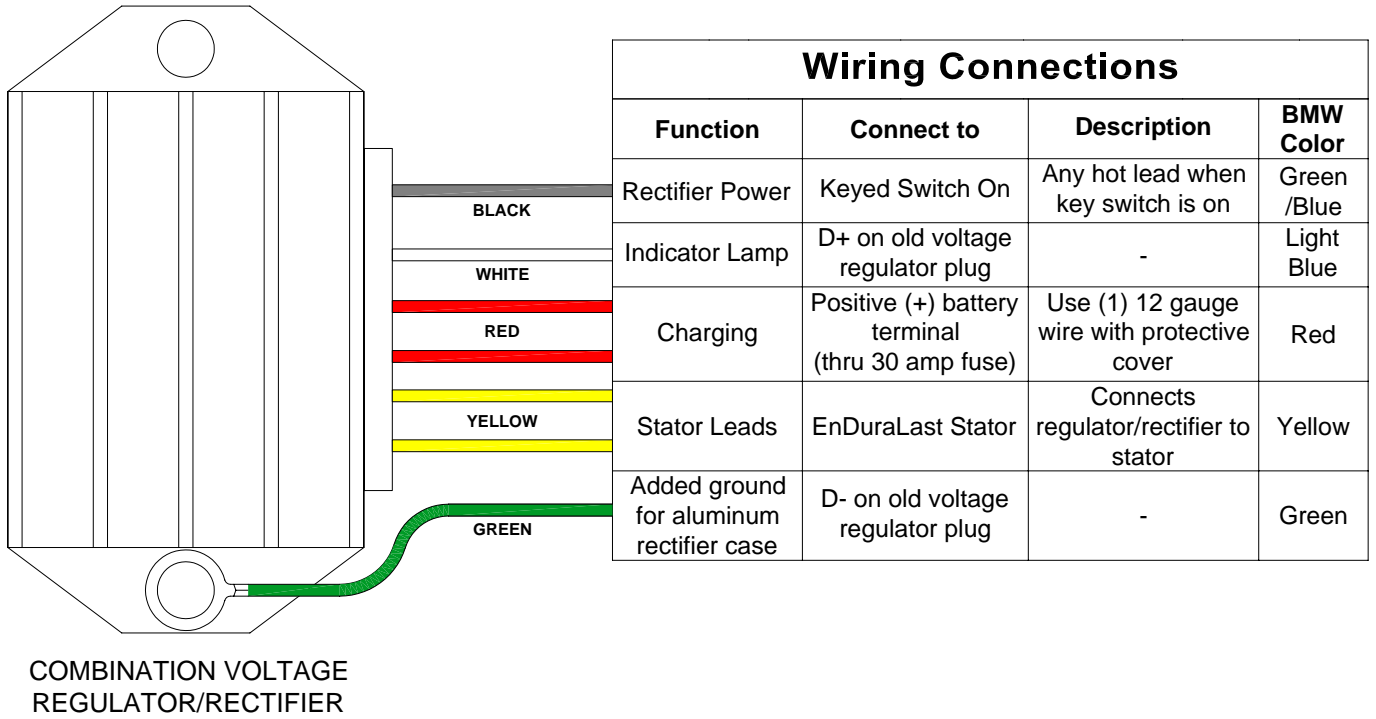 Wiring Connections
Function Connect to Description BMW
Color
BLACK
Rectifier Power Keyed Switch On Any hot lead when
key switch is on Green
/Blue
WHITE
Indicator Lamp D+ on old voltage
regulator plug - Light
Blue
RED
Charging Positive (+) battery
terminal
(thru 30 amp fuse) Use (1) 12 gauge
wire with protective
cover Red
YELLOW
Stator Leads EnDuraLast Stator Connects
regulator/rectifier to
stator Yellow
GREEN
Added ground
for aluminum
rectifier case D- on old voltage
regulator plug - Green
COMBINATION VOLTAGE
REGULATOR/RECTIFIER